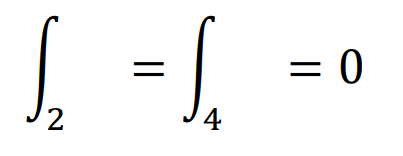 ∫₂ = ∫₄ = 0